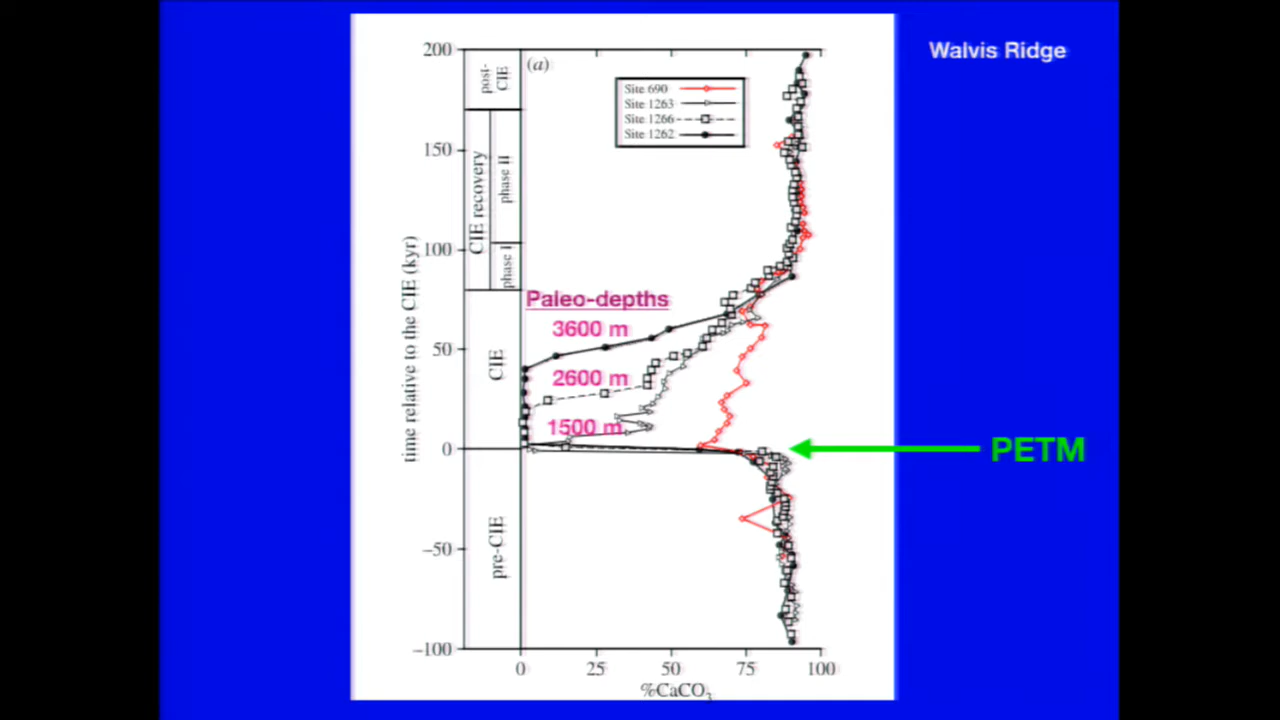 Walvis Ridge
(a)
Site 690
Site 1263
Site 1266
Site 1262
200
150
100
50
0
−50
−100
time relative to the CIE (kyr)
post-
CIE
CIE recovery
phase II
phase I
CIE
pre-CIE
Paleo-depths
3600 m
2600 m
1500 m
PETM
0
25
50
75
100
%CaCO₃